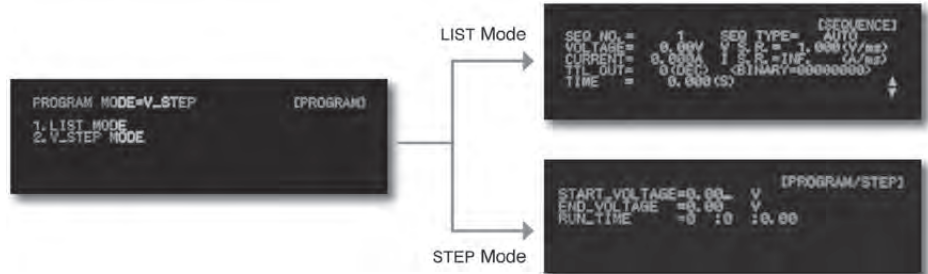 LIST Mode
[SEQUENCE]
SEQ NO.= 1 SEQ TYPE= AUTO
VOLTAGE= 0.00V V S.R.= 1.000(V/ms)
CURRENT= 0.000A I S.R.=INF. (A/ms)
TTL OUT= 0(DEC) (BINARY=00000000)
TIME = 0.000(S)
PROGRAM MODE=V_STEP [PROGRAM]
1.LIST MODE
2.V_STEP MODE
[PROGRAM/STEP]
START_VOLTAGE=0.00_ V
END_VOLTAGE =0.00 V
RUN_TIME =0 :0 :0.00
STEP Mode